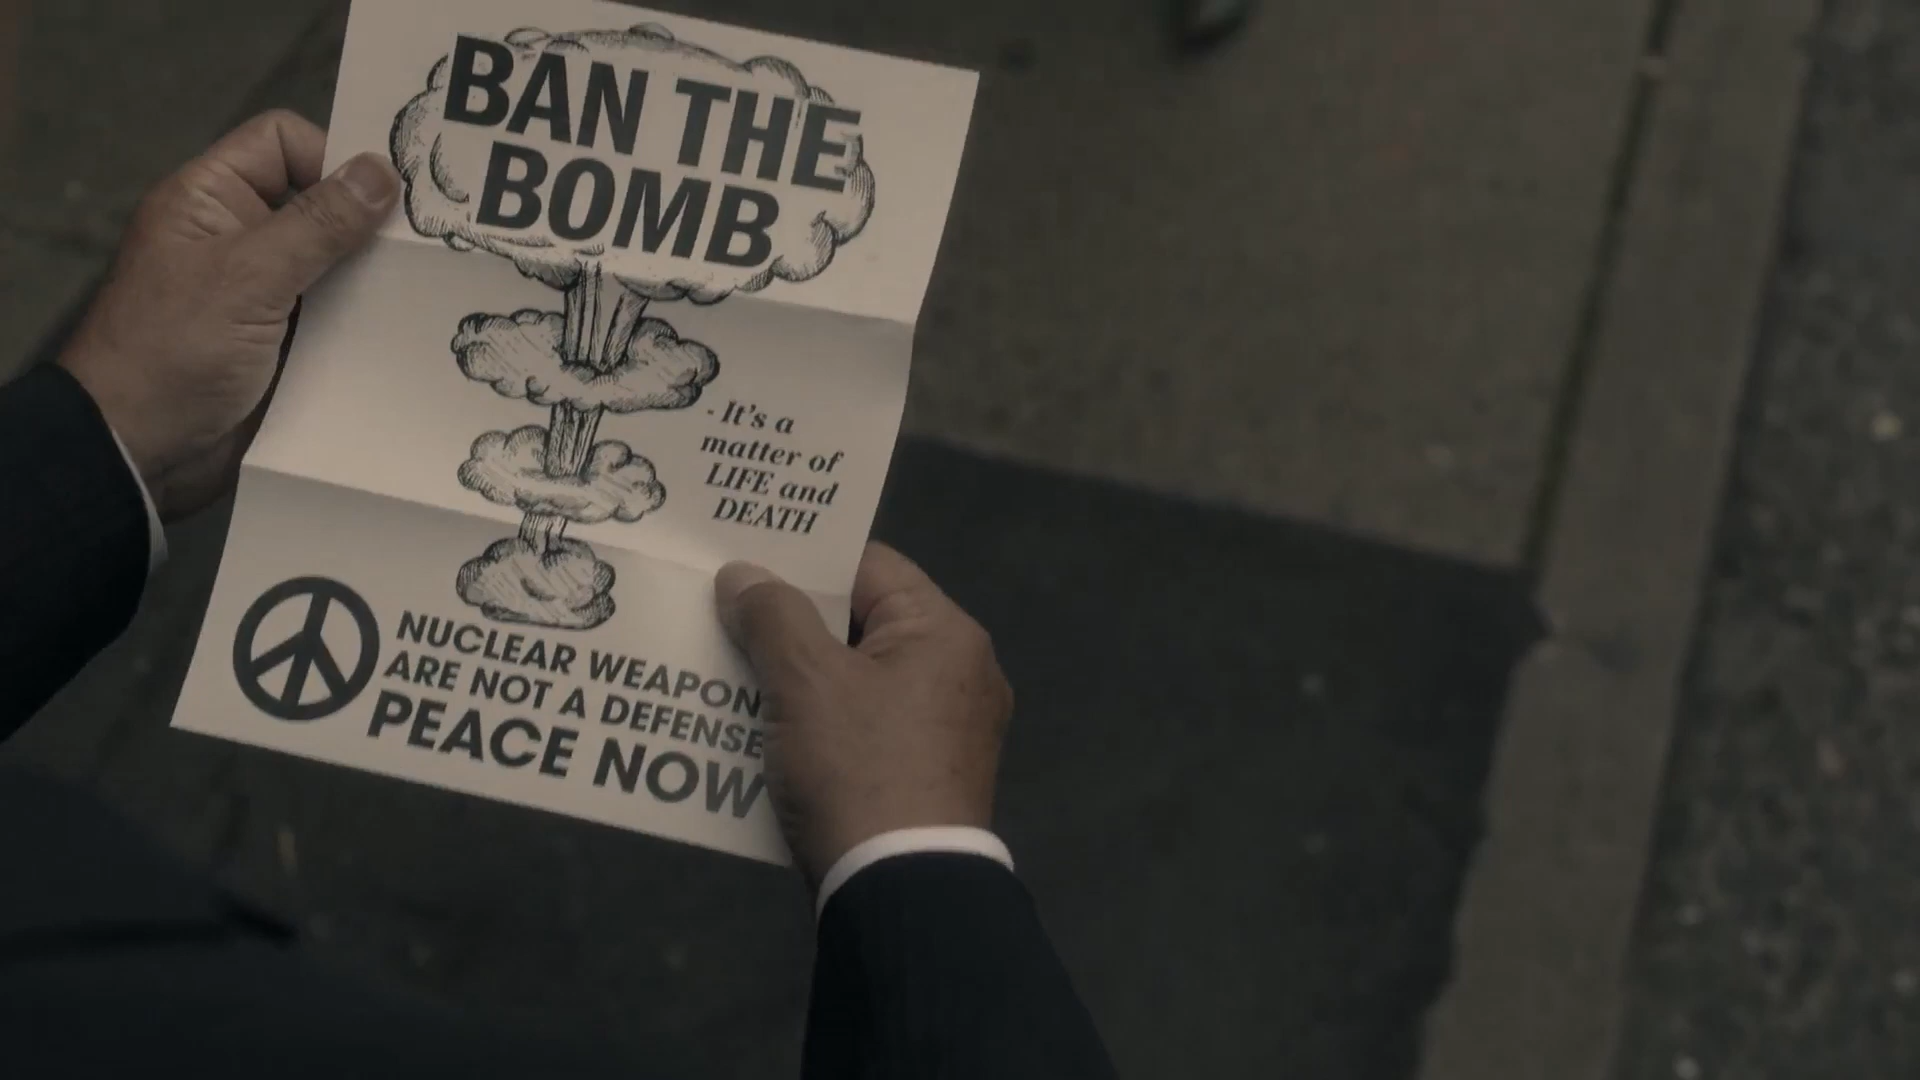 BAN THE
BOMB
- It's a
matter of
LIFE and
DEATH
NUCLEAR WEAPON
ARE NOT A DEFENSE
PEACE NOW